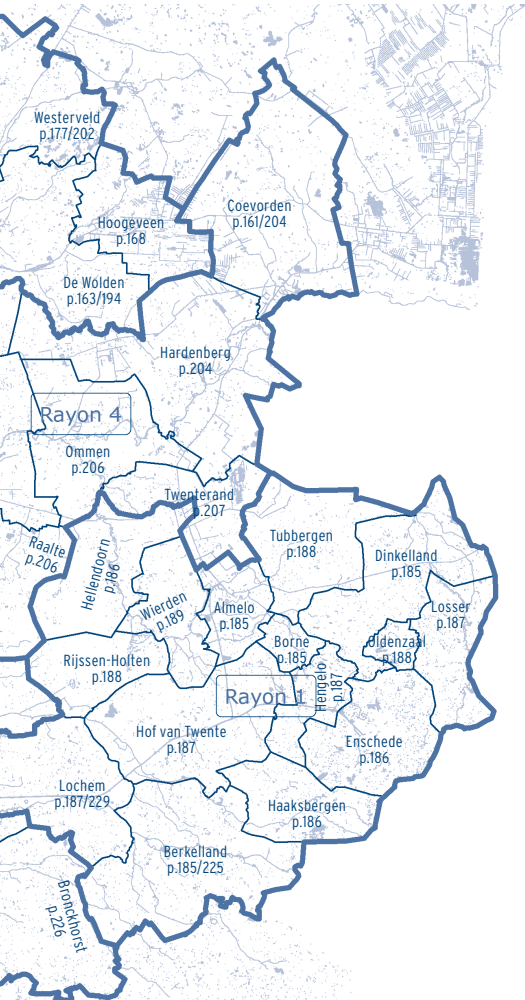 Westerveld
p.177/202
Coevorden
p.161/204
Hoogeveen
p.168
De Wolden
p.163/194
Hardenberg
p.204
Rayon 4
Ommen
p.206
Twenterand
p.207
Raalte
p.206
Hellendoorn
p.186
Tubbergen
p.188
Dinkelland
p.185
Wierden
p.189
Almelo
p.185
Losser
p.187
Borne
p.185
Oldenzaal
p.188
Rijssen-Holten
p.188
Hengelo
p.187
Rayon 1
Hof van Twente
p.187
Enschede
p.186
Lochem
p.187/229
Haaksbergen
p.186
Berkelland
p.185/225
Bronckhorst
p.226